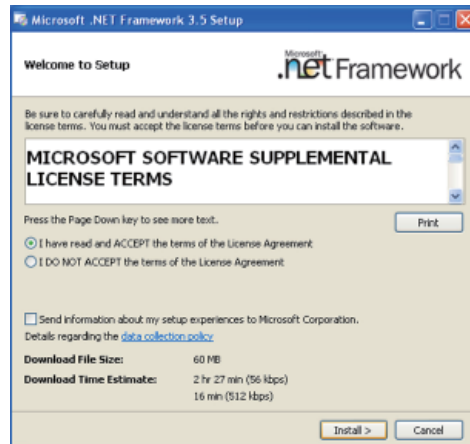 Microsoft .NET Framework 3.5 Setup
Welcome to Setup
Microsoft
.net Framework
Be sure to carefully read and understand all the rights and restrictions described in the
license terms. You must accept the license terms before you can install the software.
MICROSOFT SOFTWARE SUPPLEMENTAL
LICENSE TERMS
Press the Page Down key to see more text.
Print
I have read and ACCEPT the terms of the License Agreement
I DO NOT ACCEPT the terms of the License Agreement
Send information about my setup experiences to Microsoft Corporation.
Details regarding the data collection policy
Download File Size: 60 MB
Download Time Estimate: 2 hr 27 min (56 kbps)
16 min (512 kbps)
Install > Cancel